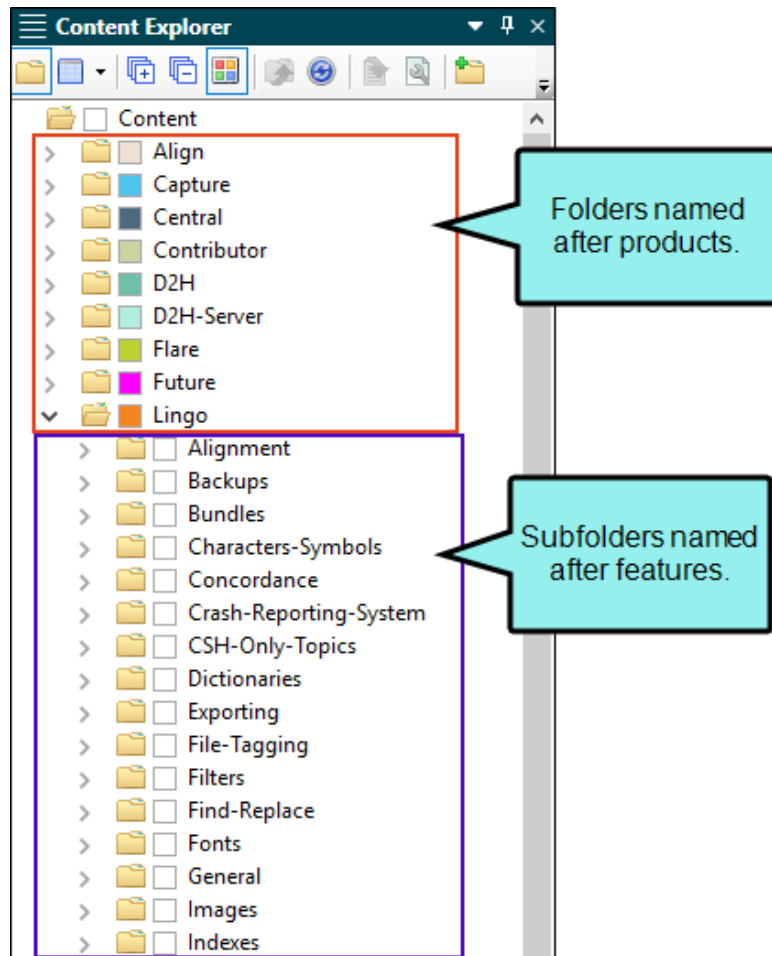 Content Explorer
Content
Align
Capture
Central
Contributor
D2H
D2H-Server
Flare
Future
Lingo
Folders named
after products.
Alignment
Backups
Bundles
Characters-Symbols
Concordance
Crash-Reporting-System
CSH-Only-Topics
Dictionaries
Exporting
File-Tagging
Filters
Find-Replace
Fonts
General
Images
Indexes
Subfolders named
after features.